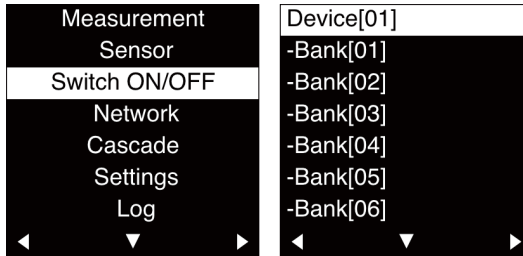 Measurement
Sensor
Switch ON/OFF
Network
Cascade
Settings
Log
Device[01]
-Bank[01]
-Bank[02]
-Bank[03]
-Bank[04]
-Bank[05]
-Bank[06]